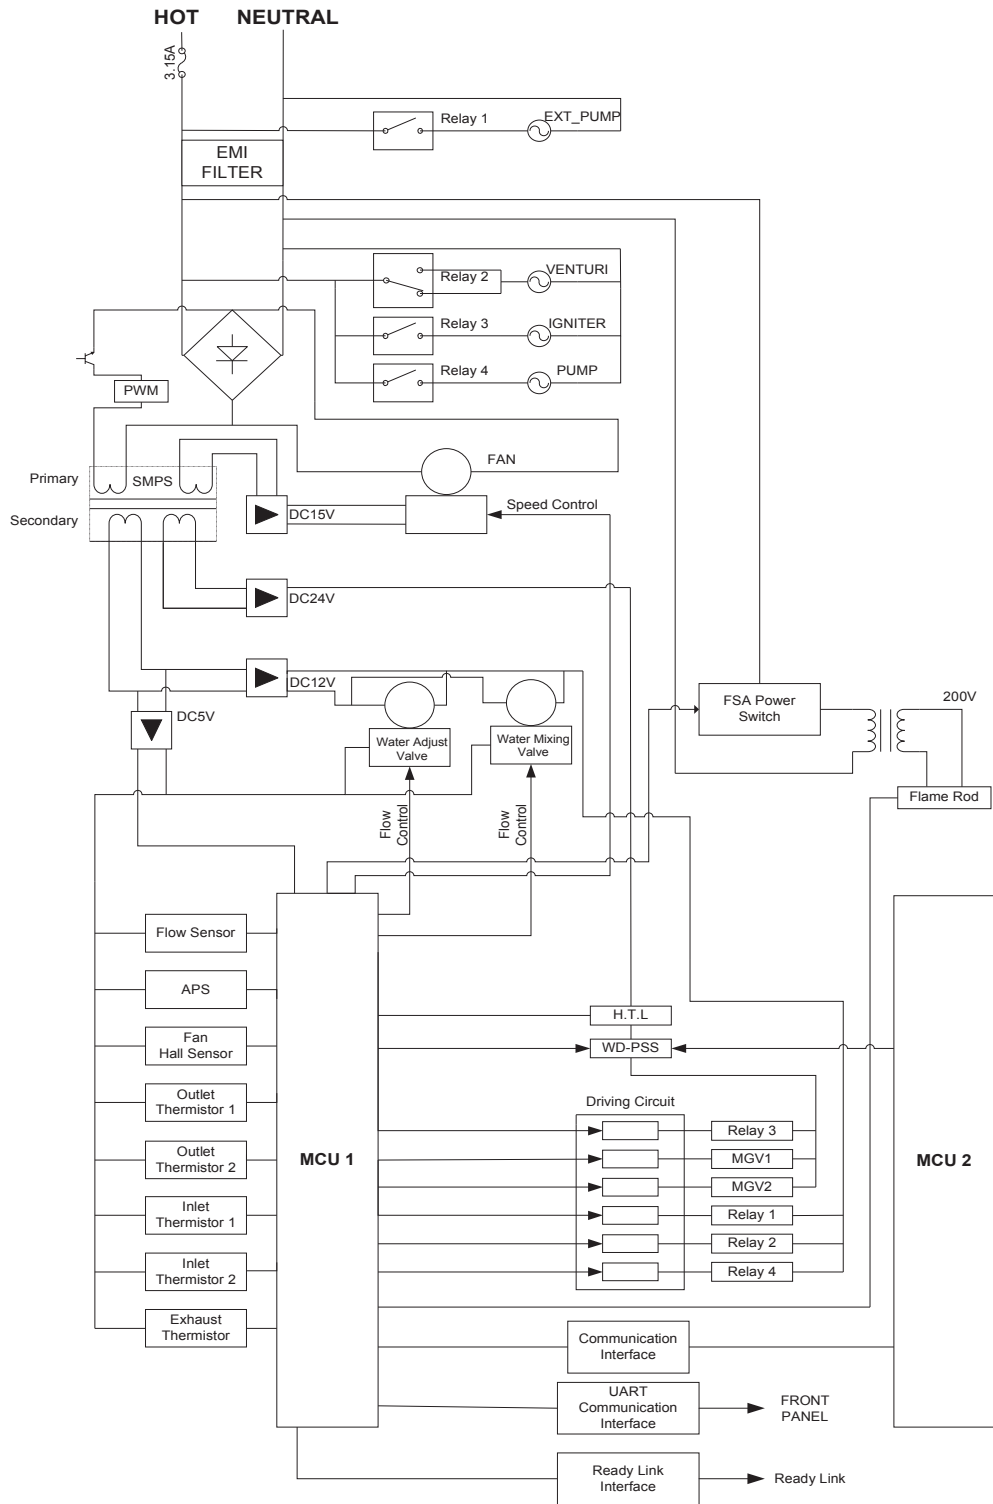 HOT
NEUTRAL
3.15A
Relay 1
EXT_PUMP
EMI
FILTER
Relay 2
VENTURI
Relay 3
IGNITER
Relay 4
PUMP
PWM
FAN
Primary
SMPS
Secondary
DC15V
Speed Control
DC24V
DC12V
DC5V
Water Adjust
Valve
Water Mixing
Valve
FSA Power
Switch
200V
Flame Rod
Flow
Control
Flow
Control
Flow Sensor
APS
Fan
Hall Sensor
Outlet
Thermistor 1
Outlet
Thermistor 2
Inlet
Thermistor 1
Inlet
Thermistor 2
Exhaust
Thermistor
MCU 1
H.T.L
WD-PSS
Driving Circuit
Relay 3
MGV1
MGV2
Relay 1
Relay 2
Relay 4
MCU 2
Communication
Interface
UART
Communication
Interface
FRONT
PANEL
Ready Link
Interface
Ready Link